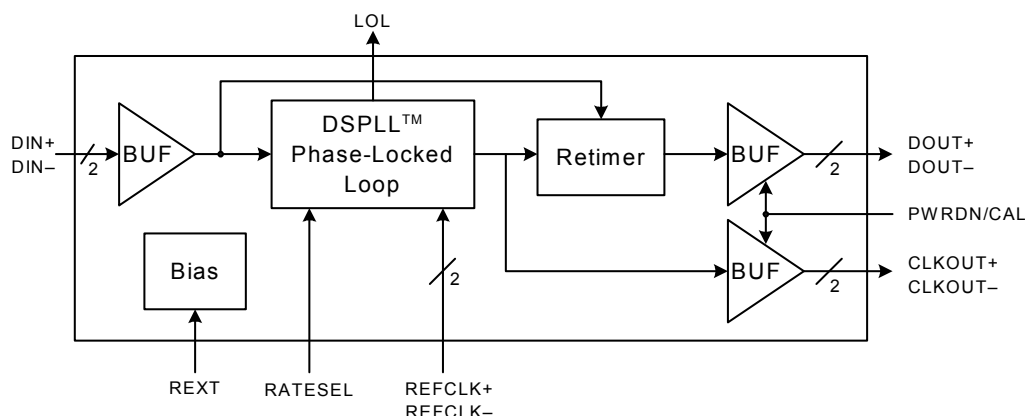 LOL
DIN+
DIN–
2
BUF
DSPLL™
Phase-Locked
Loop
Retimer
BUF
2
DOUT+
DOUT–
PWRDN/CAL
Bias
2
BUF
2
CLKOUT+
CLKOUT–
REXT
RATESEL
REFCLK+
REFCLK–